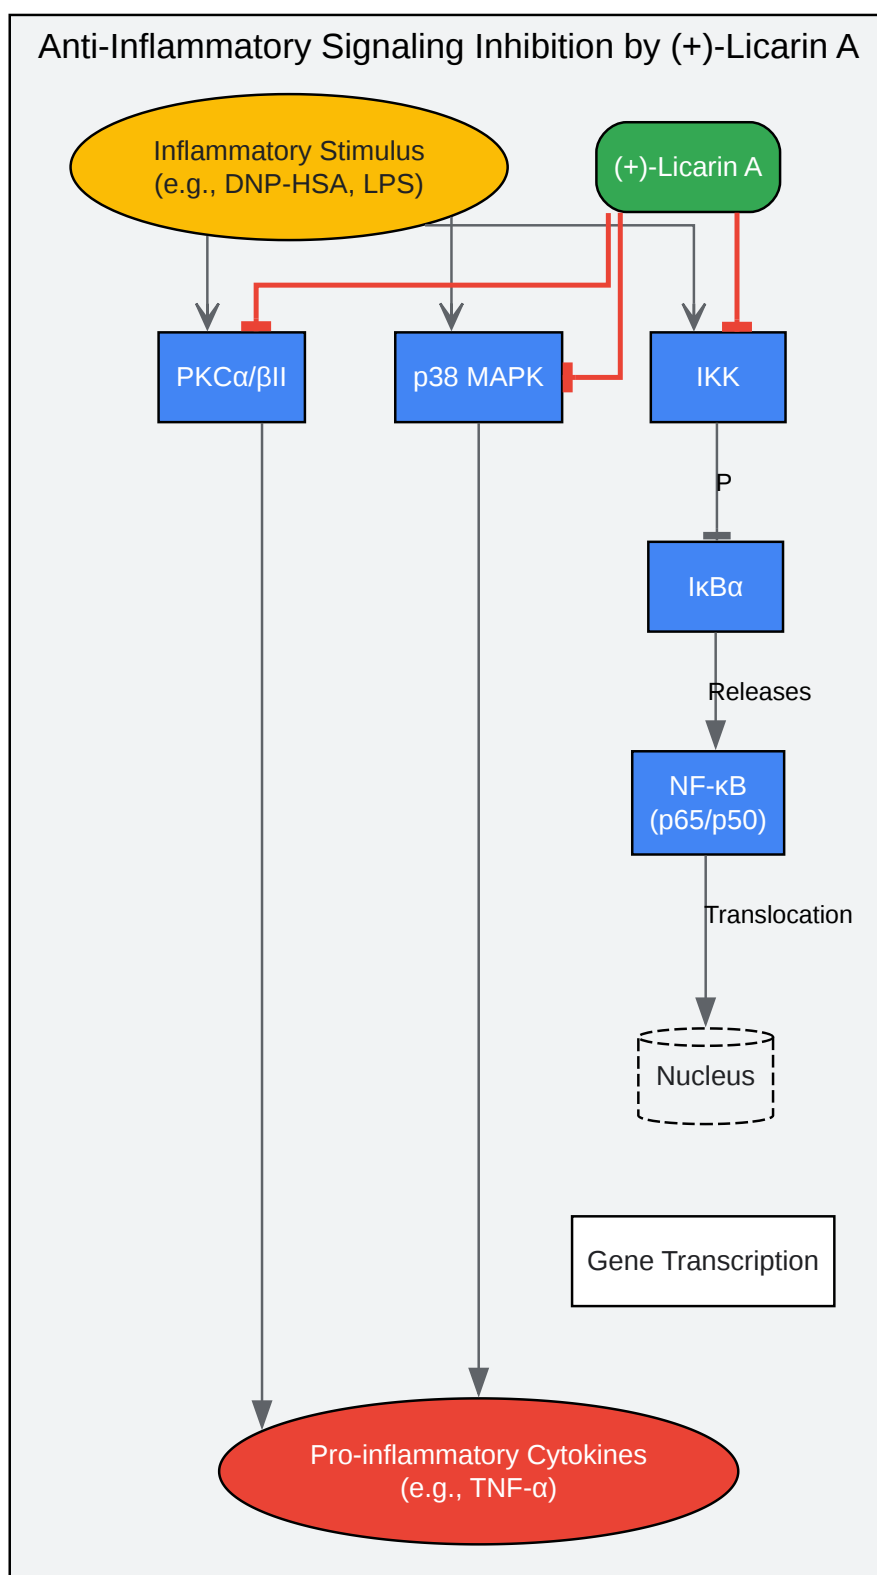 Anti-Inflammatory Signaling Inhibition by (+)-Licarin A
Inflammatory Stimulus
(e.g., DNP-HSA, LPS)
(+)-Licarin A
PKCα/βII
p38 MAPK
IKK
P
IκBα
Releases
NF-κB
(p65/p50)
Translocation
Nucleus
Gene Transcription
Pro-inflammatory Cytokines
(e.g., TNF-α)